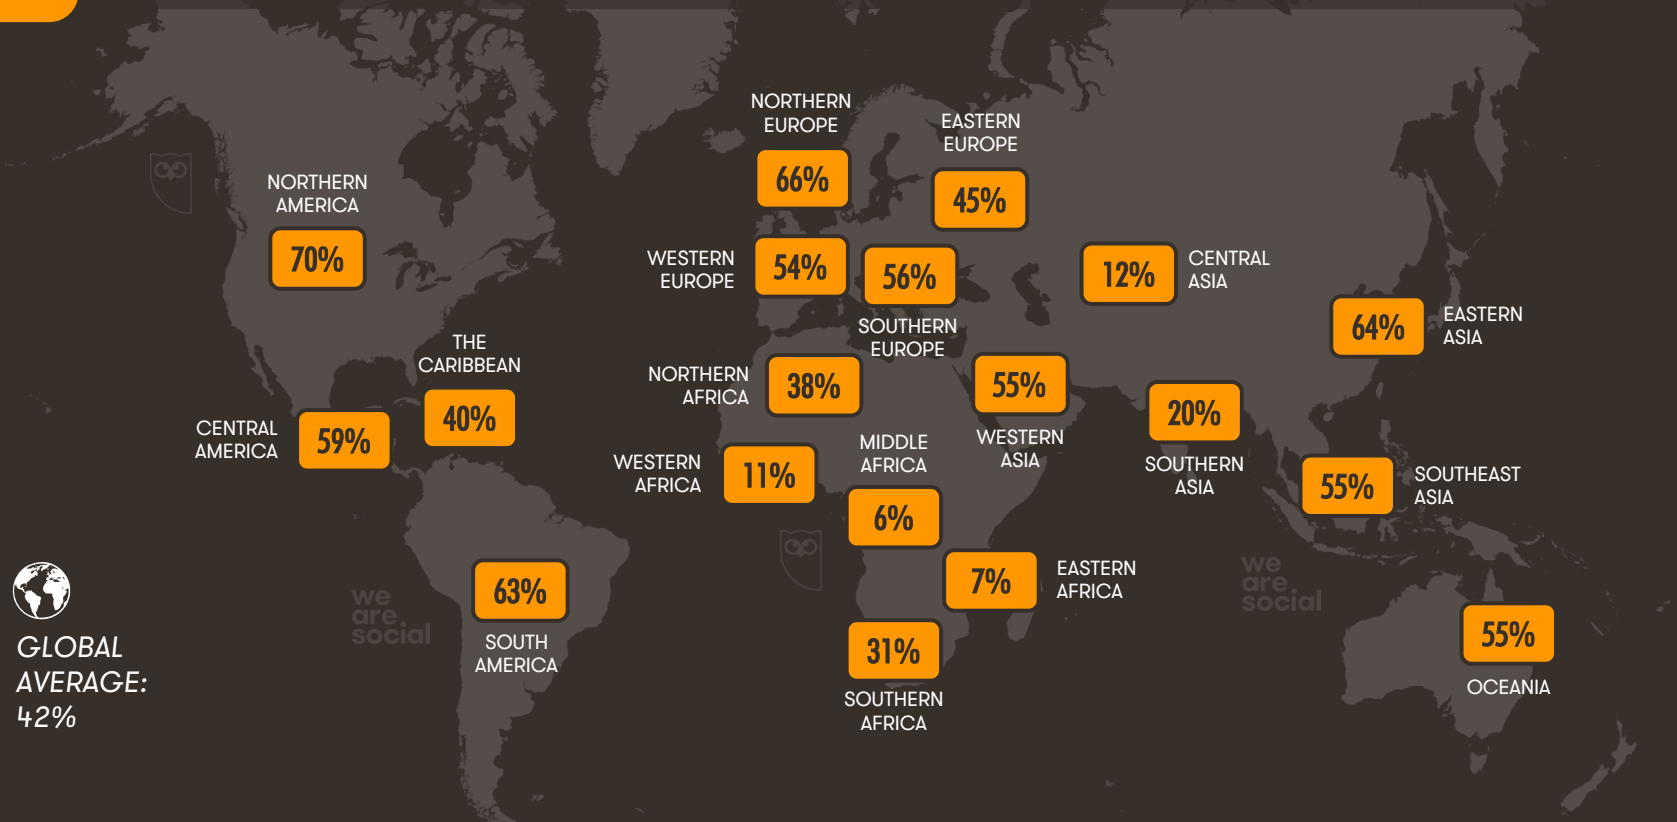 NORTHERN
EUROPE
66%
EASTERN
EUROPE
45%
NORTHERN
AMERICA
70%
WESTERN
EUROPE
54%
56%
SOUTHERN
EUROPE
12%
CENTRAL
ASIA
64%
EASTERN
ASIA
THE
CARIBBEAN
40%
NORTHERN
AFRICA
38%
55%
WESTERN
ASIA
20%
SOUTHERN
ASIA
CENTRAL
AMERICA
59%
WESTERN
AFRICA
11%
MIDDLE
AFRICA
6%
55%
SOUTHEAST
ASIA
7%
EASTERN
AFRICA
63%
SOUTH
AMERICA
31%
SOUTHERN
AFRICA
55%
OCEANIA
we
are
social
we
are
social
GLOBAL
AVERAGE:
42%